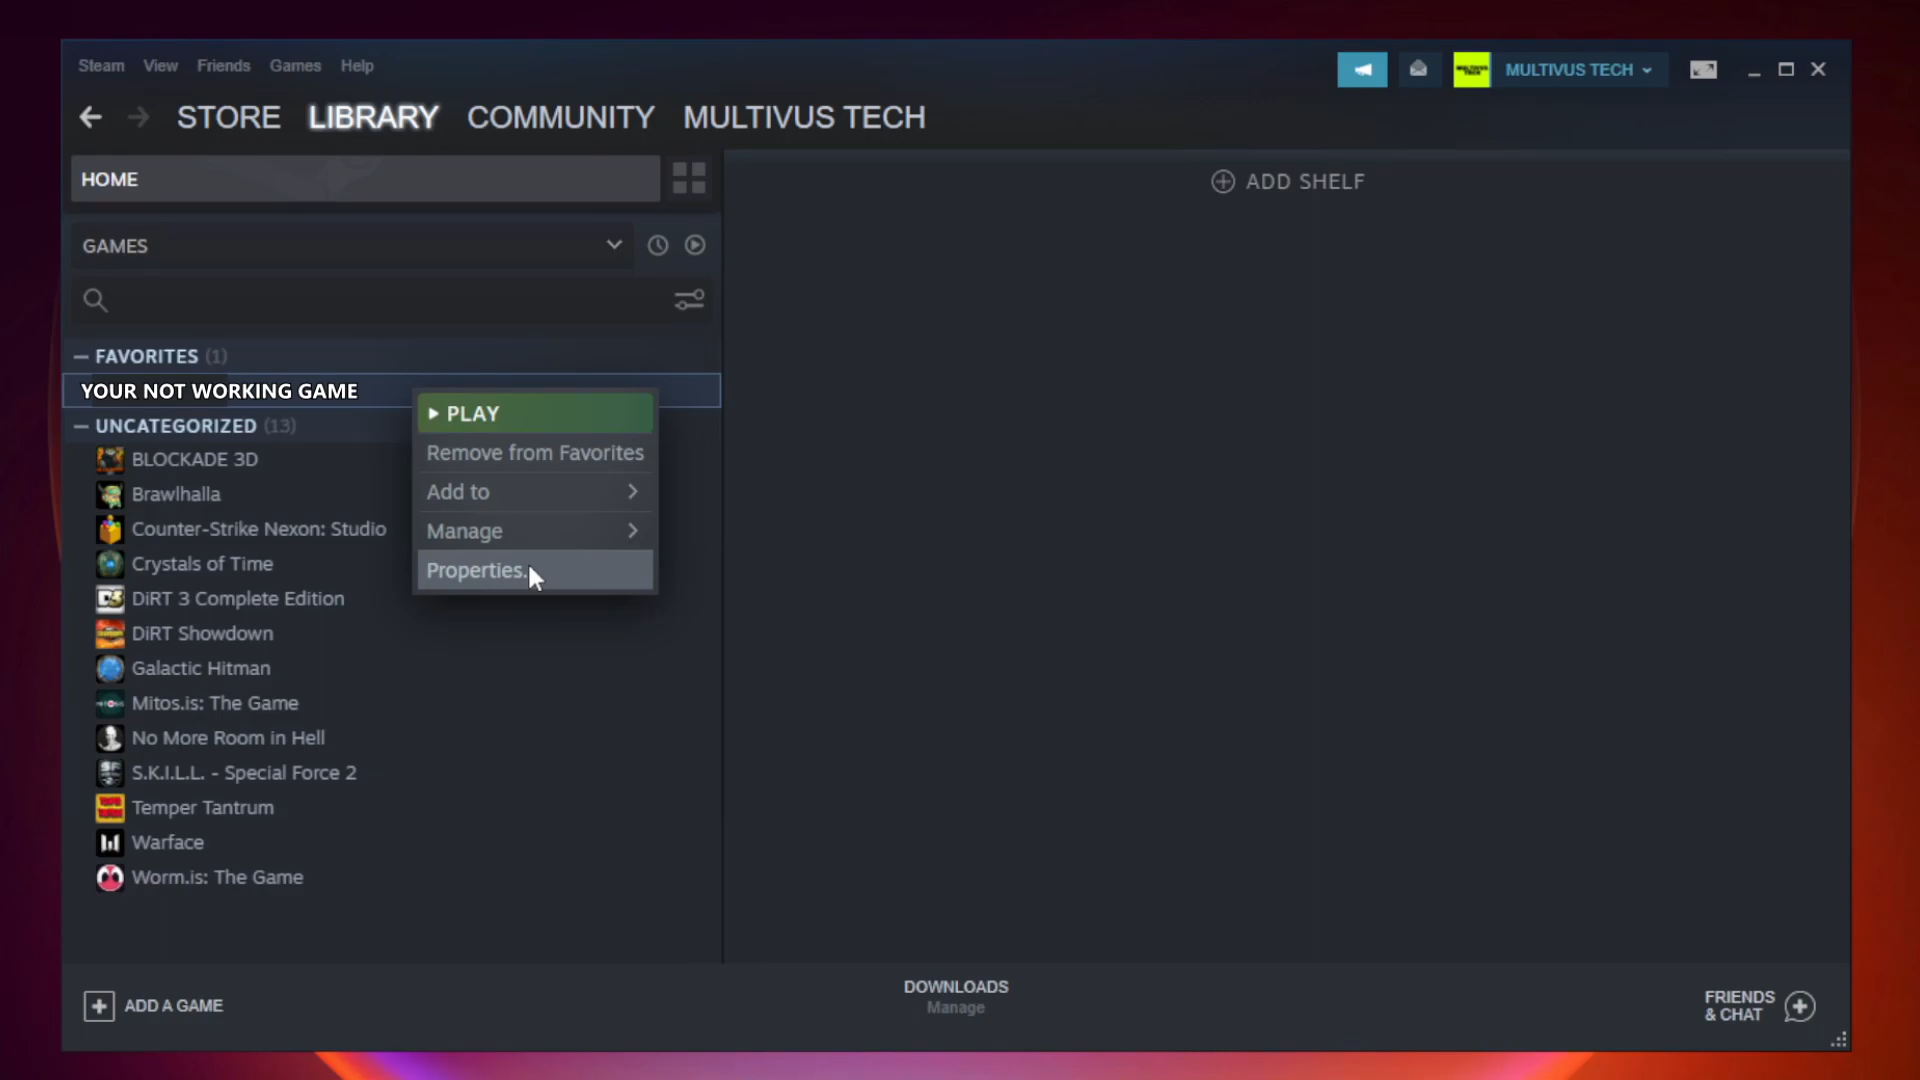 Steam View Friends Games Help
MULTIVUS TECH
STORE LIBRARY COMMUNITY MULTIVUS TECH
HOME
ADD SHELF
GAMES
FAVORITES (1)
YOUR NOT WORKING GAME
PLAY
UNCATEGORIZED (13)
Remove from Favorites
BLOCKADE 3D
Add to
Brawlhalla
Manage
Counter-Strike Nexon: Studio
Properties.
Crystals of Time
DiRT 3 Complete Edition
DiRT Showdown
Galactic Hitman
Mitos.is: The Game
No More Room in Hell
S.K.I.L.L. - Special Force 2
Temper Tantrum
Warface
Worm.is: The Game
ADD A GAME
DOWNLOADS
Manage
FRIENDS
& CHAT